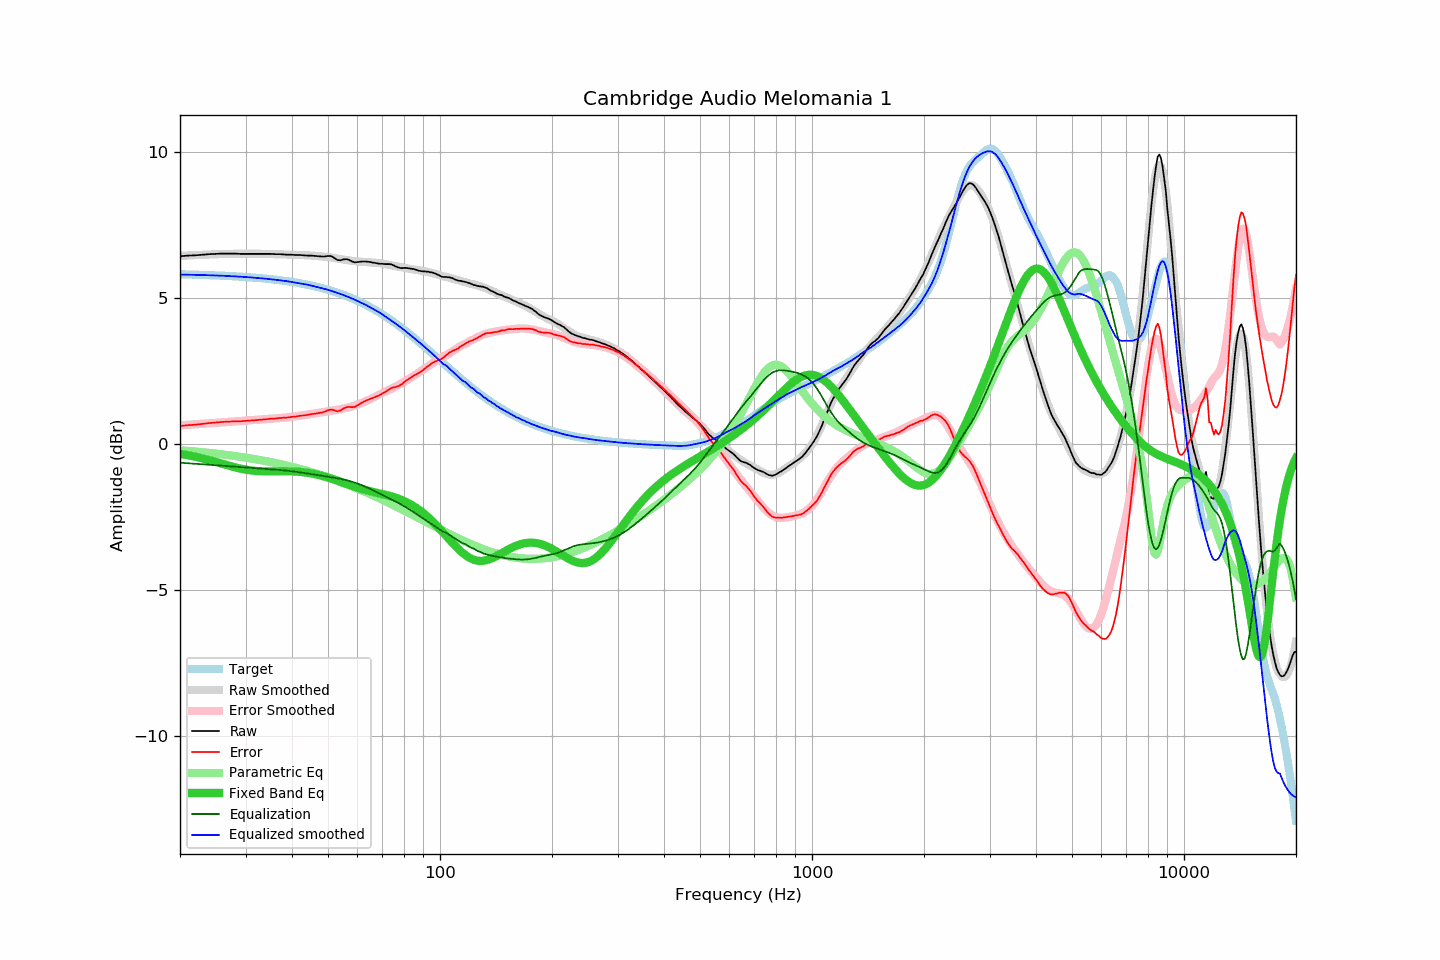 Cambridge Audio Melomania 1
10
5
0
−5
−10
Amplitude (dBr)
Target
Raw Smoothed
Error Smoothed
Raw
Error
Parametric Eq
Fixed Band Eq
Equalization
Equalized smoothed
100
1000
10000
Frequency (Hz)